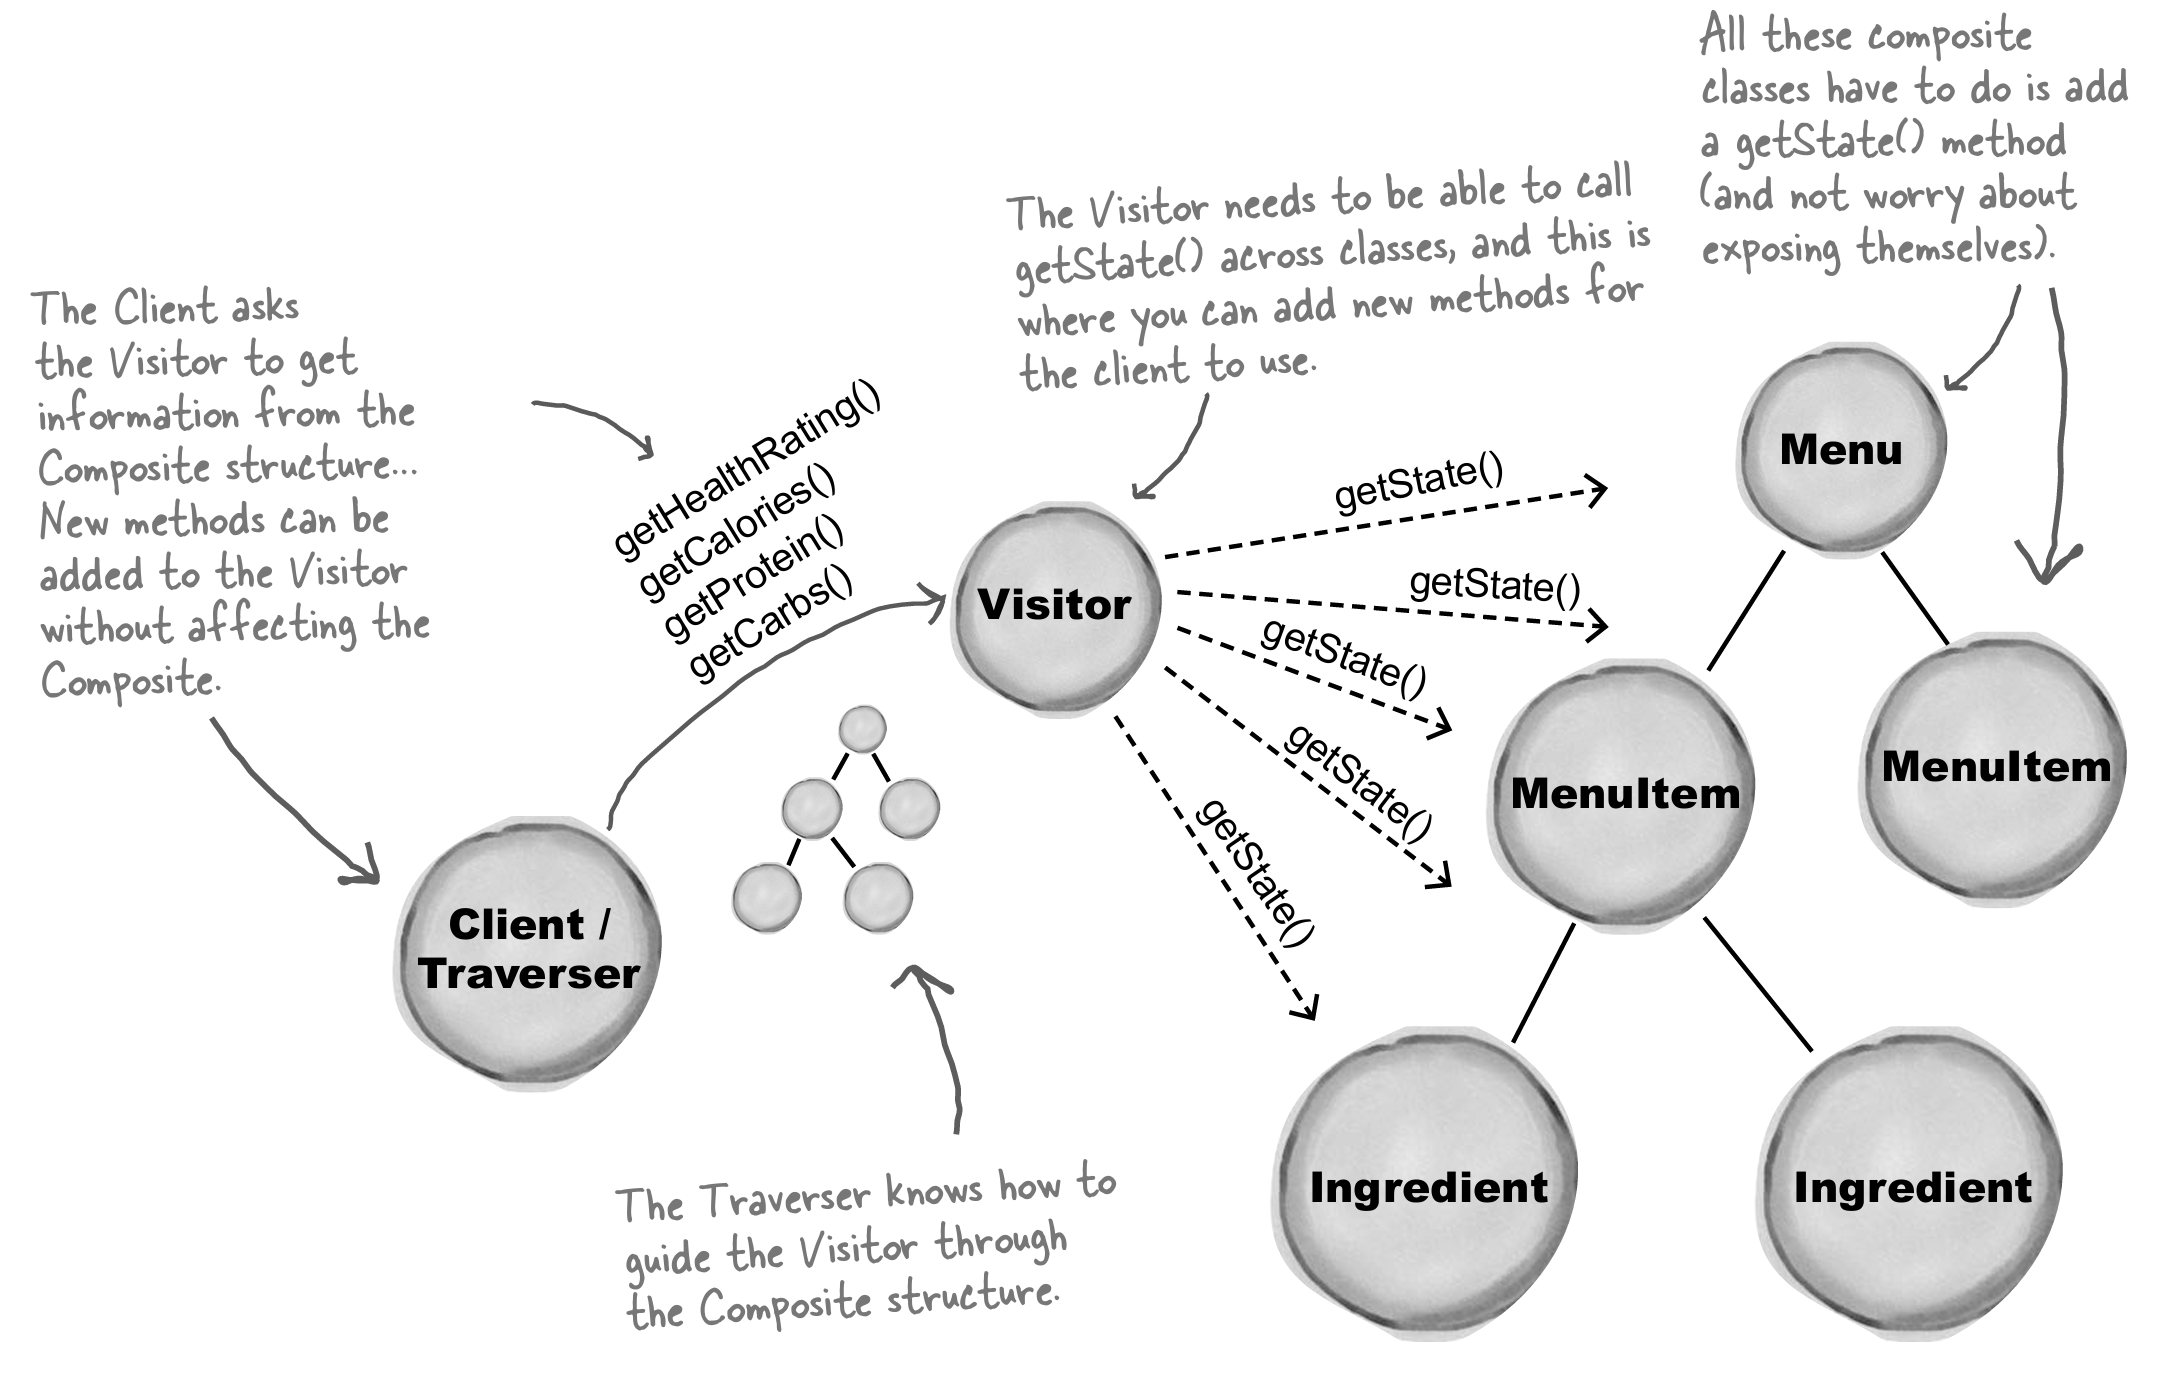 All these composite
classes have to do is add
a getState() method
(and not worry about
exposing themselves).
The Visitor needs to be able to call
getState() across classes, and this is
where you can add new methods for
the client to use.
The Client asks
the Visitor to get
information from the
Composite structure...
New methods can be
added to the Visitor
without affecting the
Composite.
getHealthRating()
getCalories()
getProtein()
getCarbs()
Visitor
getState()
getState()
getState()
getState()
getState()
Menu
MenuItem
MenuItem
Client /
Traverser
Ingredient
Ingredient
The Traverser knows how to
guide the Visitor through
the Composite structure.